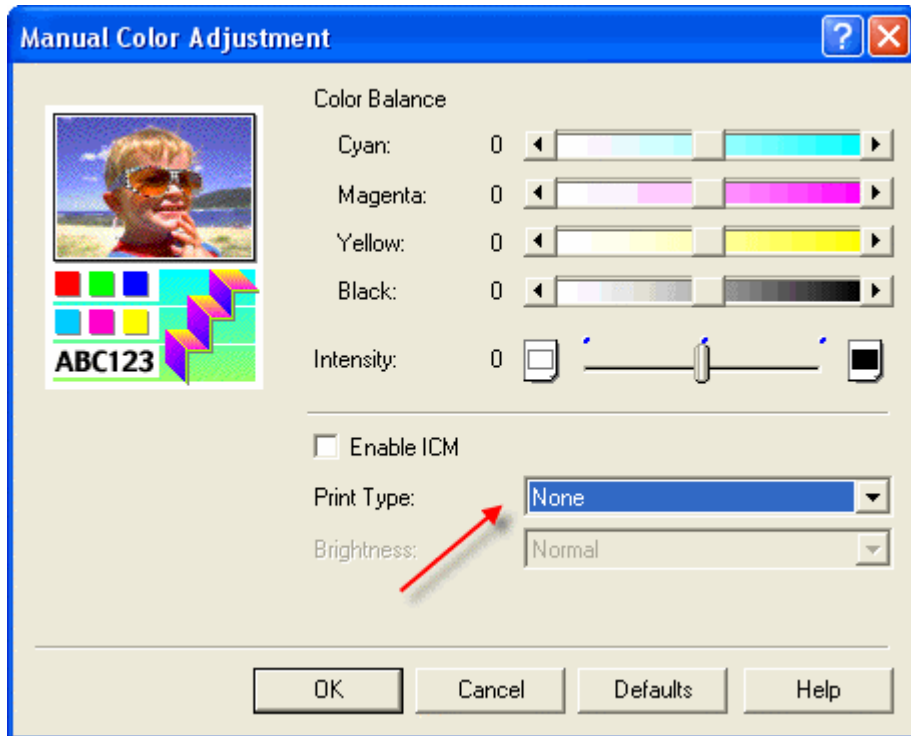 Manual Color Adjustment
Color Balance
Cyan: 0
Magenta: 0
Yellow: 0
Black: 0
ABC123
Intensity: 0
Enable ICM
Print Type: None
Brightness: Normal
OK Cancel Defaults Help